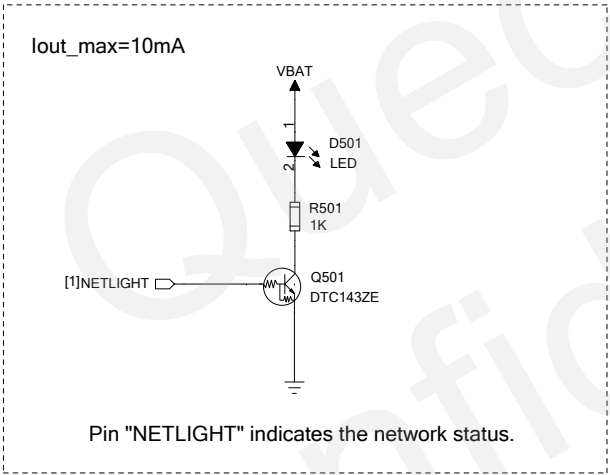 Iout_max=10mA
VBAT
1
D501
LED
2
R501
1K
[1]NETLIGHT
Q501
DTC143ZE
Pin "NETLIGHT" indicates the network status.